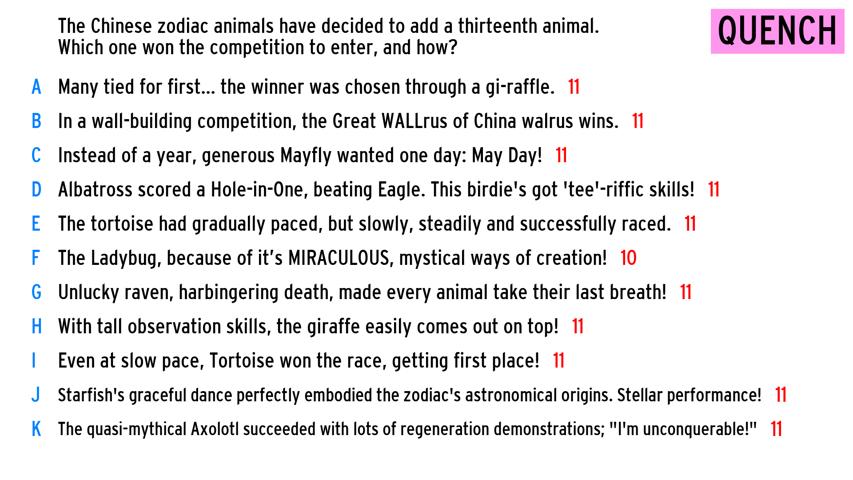 The Chinese zodiac animals have decided to add a thirteenth animal.
Which one won the competition to enter, and how?
QUENCH
A Many tied for first... the winner was chosen through a gi-raffle. 11
B In a wall-building competition, the Great WALLrus of China walrus wins. 11
C Instead of a year, generous Mayfly wanted one day: May Day! 11
D Albatross scored a Hole-in-One, beating Eagle. This birdie's got 'tee'-riffic skills! 11
E The tortoise had gradually paced, but slowly, steadily and successfully raced. 11
F The Ladybug, because of it’s MIRACULOUS, mystical ways of creation! 10
G Unlucky raven, harbingering death, made every animal take their last breath! 11
H With tall observation skills, the giraffe easily comes out on top! 11
I Even at slow pace, Tortoise won the race, getting first place! 11
J Starfish's graceful dance perfectly embodied the zodiac's astronomical origins. Stellar performance! 11
K The quasi-mythical Axolotl succeeded with lots of regeneration demonstrations; "I'm unconquerable!" 11